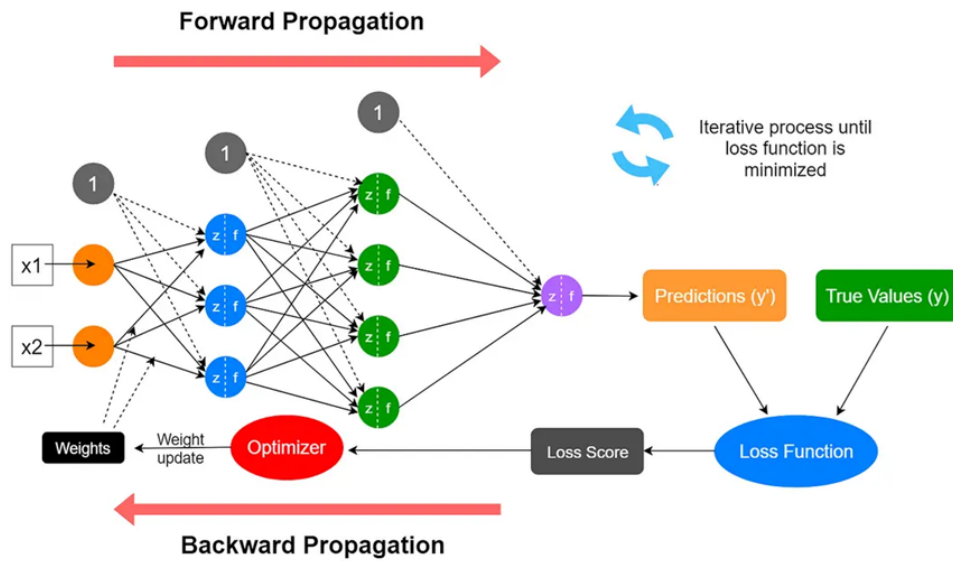 Forward Propagation
1
1
1
Iterative process until
loss function is
minimized
z f
z f
x1
z f
z f
z f
Predictions (y')
True Values (y)
x2
z f
z f
z f
Weights
Weight
update
Optimizer
Loss Score
Loss Function
Backward Propagation